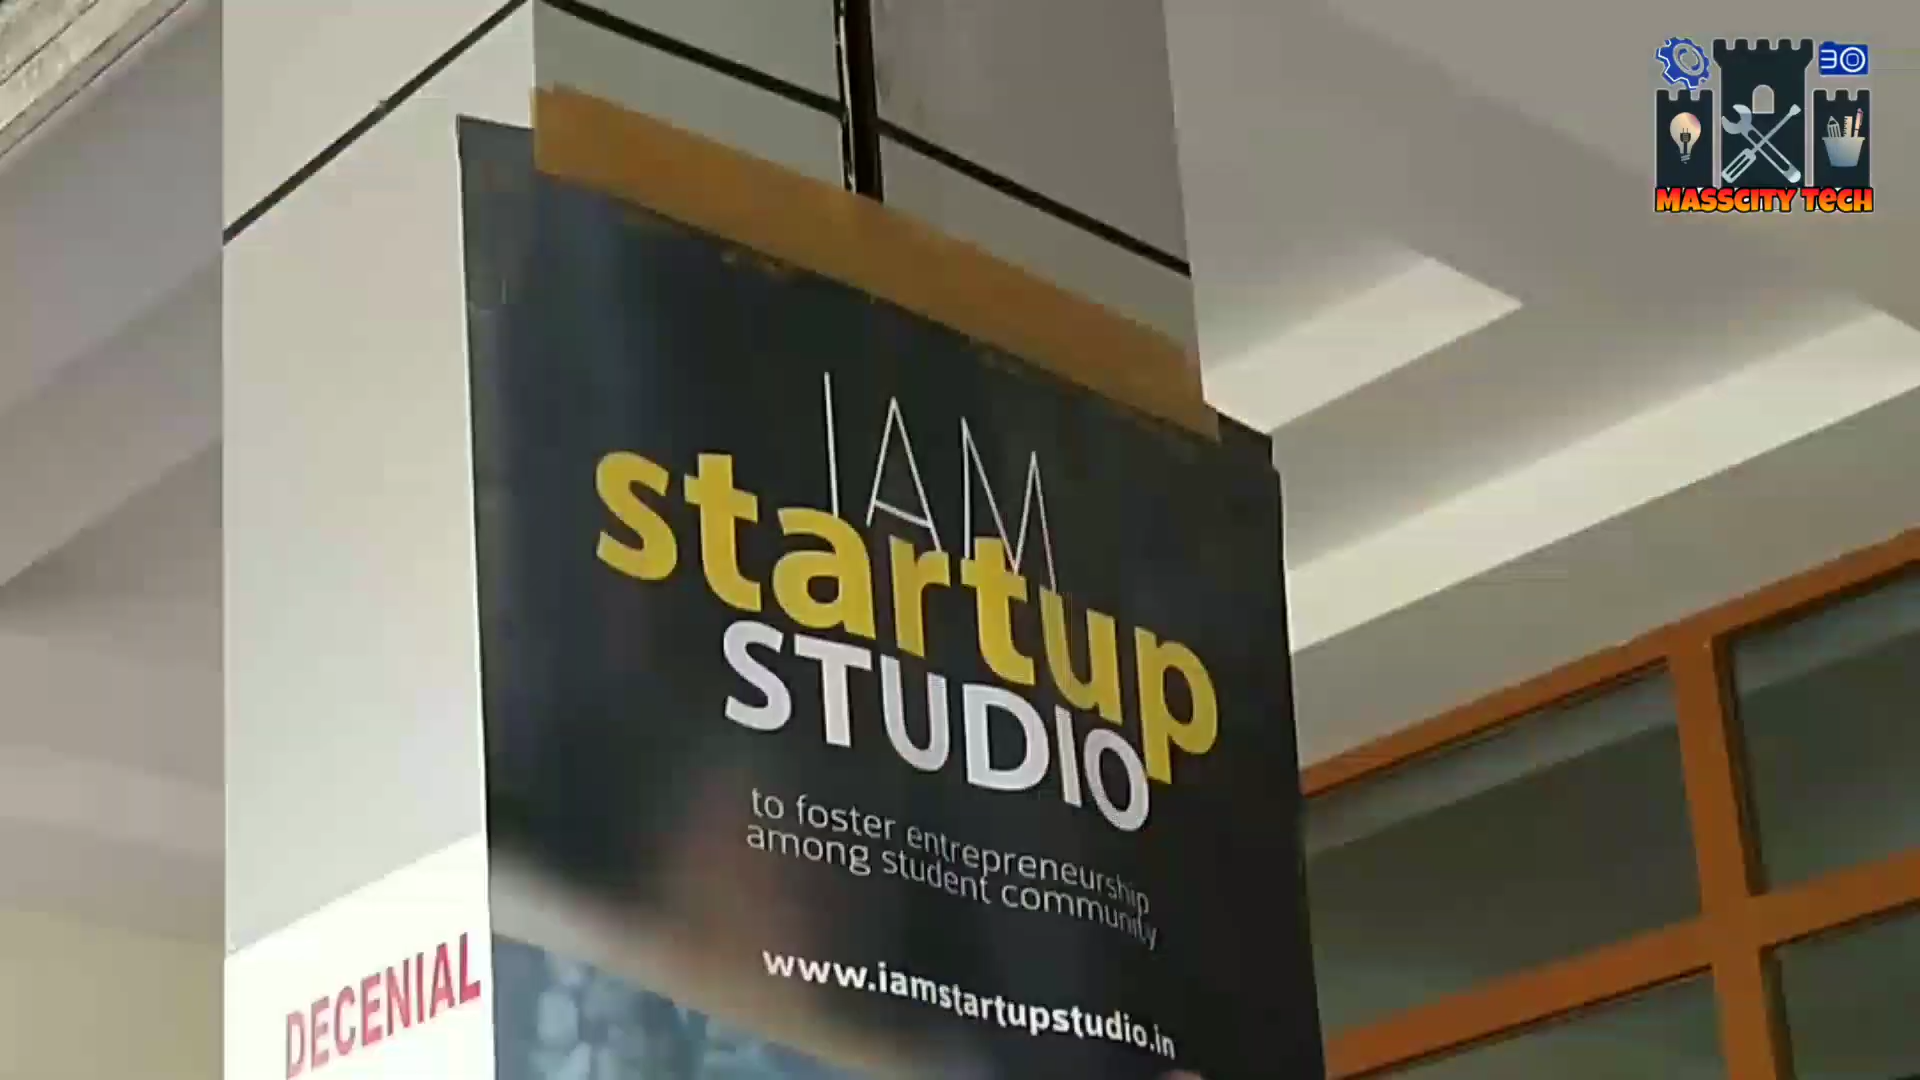 IAM
startup
STUDIO
to foster entrepreneurship
among student community
www.iamstartupstudio.in
DECENIAL
MASSCITY TECH